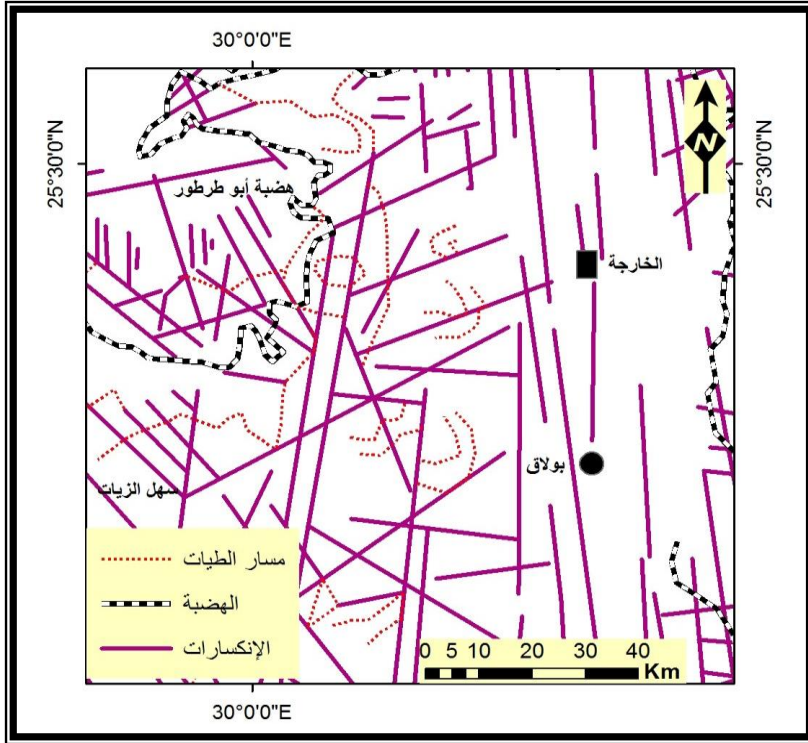 30°0'0"E
25°30'0"N
25°30'0"N
N
هضبة أبو طرطور
الخارجة
بولاق
سهل الزيات
مسار الطيات
الهضبة
الإنكسارات
0 5 10 20 30 40
Km
30°0'0"E